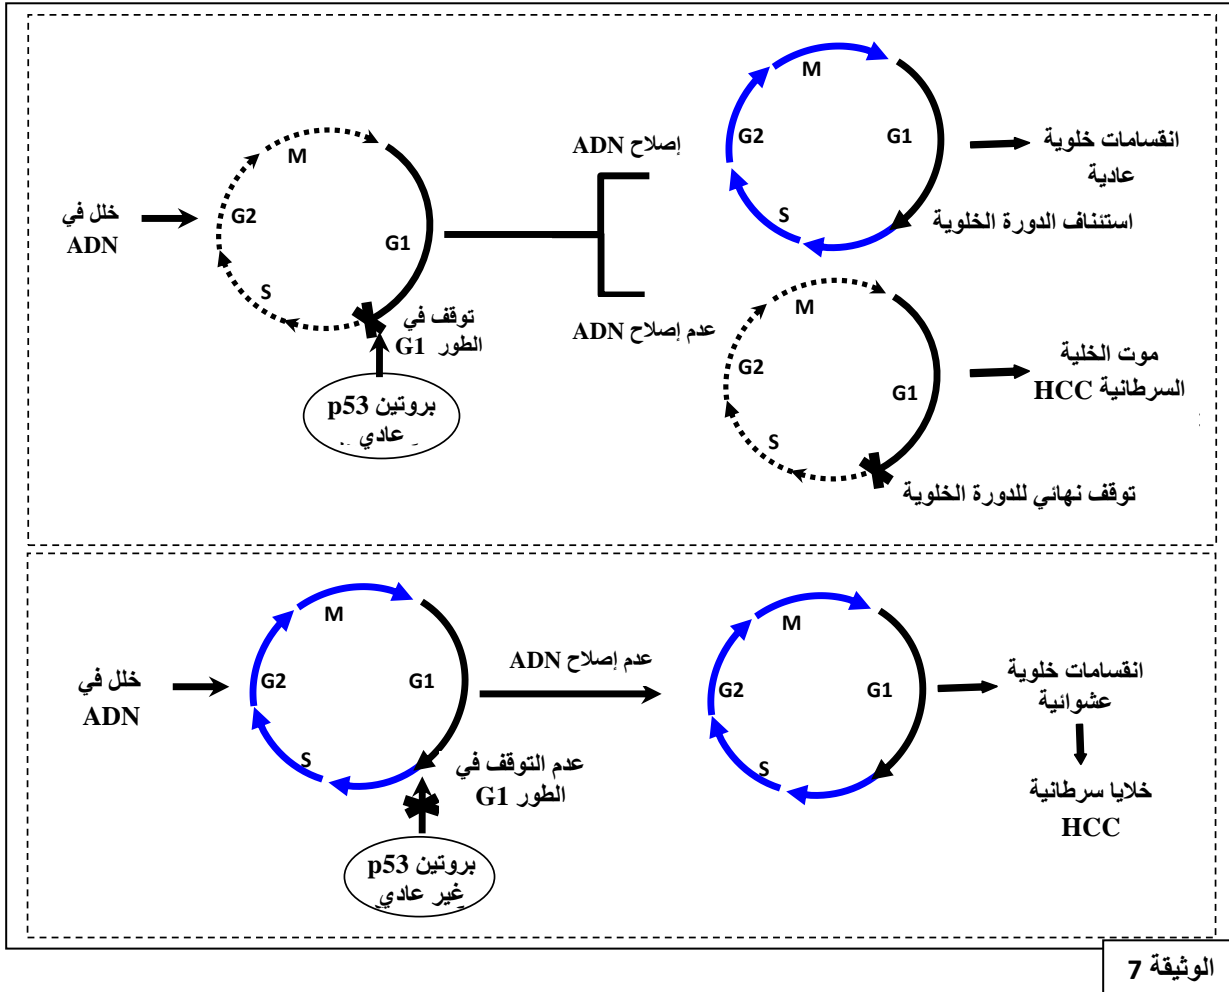 خلل في
ADN
M
G2
G1
S
توقف في
الطور G1
بروتين p53
عادي
إصلاح ADN
عدم إصلاح ADN
M
G2
G1
S
استئناف الدورة الخلوية
انقسامات خلوية
عادية
M
G2
G1
S
توقف نهائي للدورة الخلوية
موت الخلية
السرطانية HCC
خلل في
ADN
M
G2
G1
S
عدم التوقف في
الطور G1
بروتين p53
غير عادي
عدم إصلاح ADN
M
G2
G1
S
انقسامات خلوية
عشوائية
خلايا سرطانية
HCC
الوثيقة 7